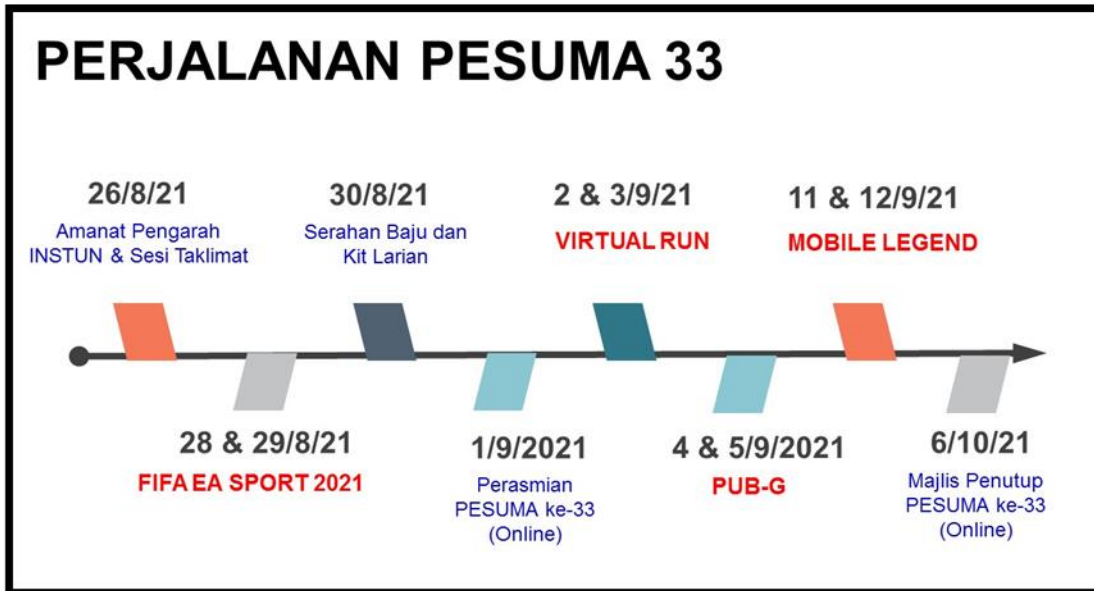 PERJALANAN PESUMA 33
26/8/21
Amanat Pengarah
INSTUN & Sesi Taklimat
28 & 29/8/21
FIFA EA SPORT 2021
30/8/21
Serahan Baju dan
Kit Larian
1/9/2021
Perasmian
PESUMA ke-33
(Online)
2 & 3/9/21
VIRTUAL RUN
4 & 5/9/2021
PUB-G
11 & 12/9/21
MOBILE LEGEND
6/10/21
Majlis Penutup
PESUMA ke-33
(Online)